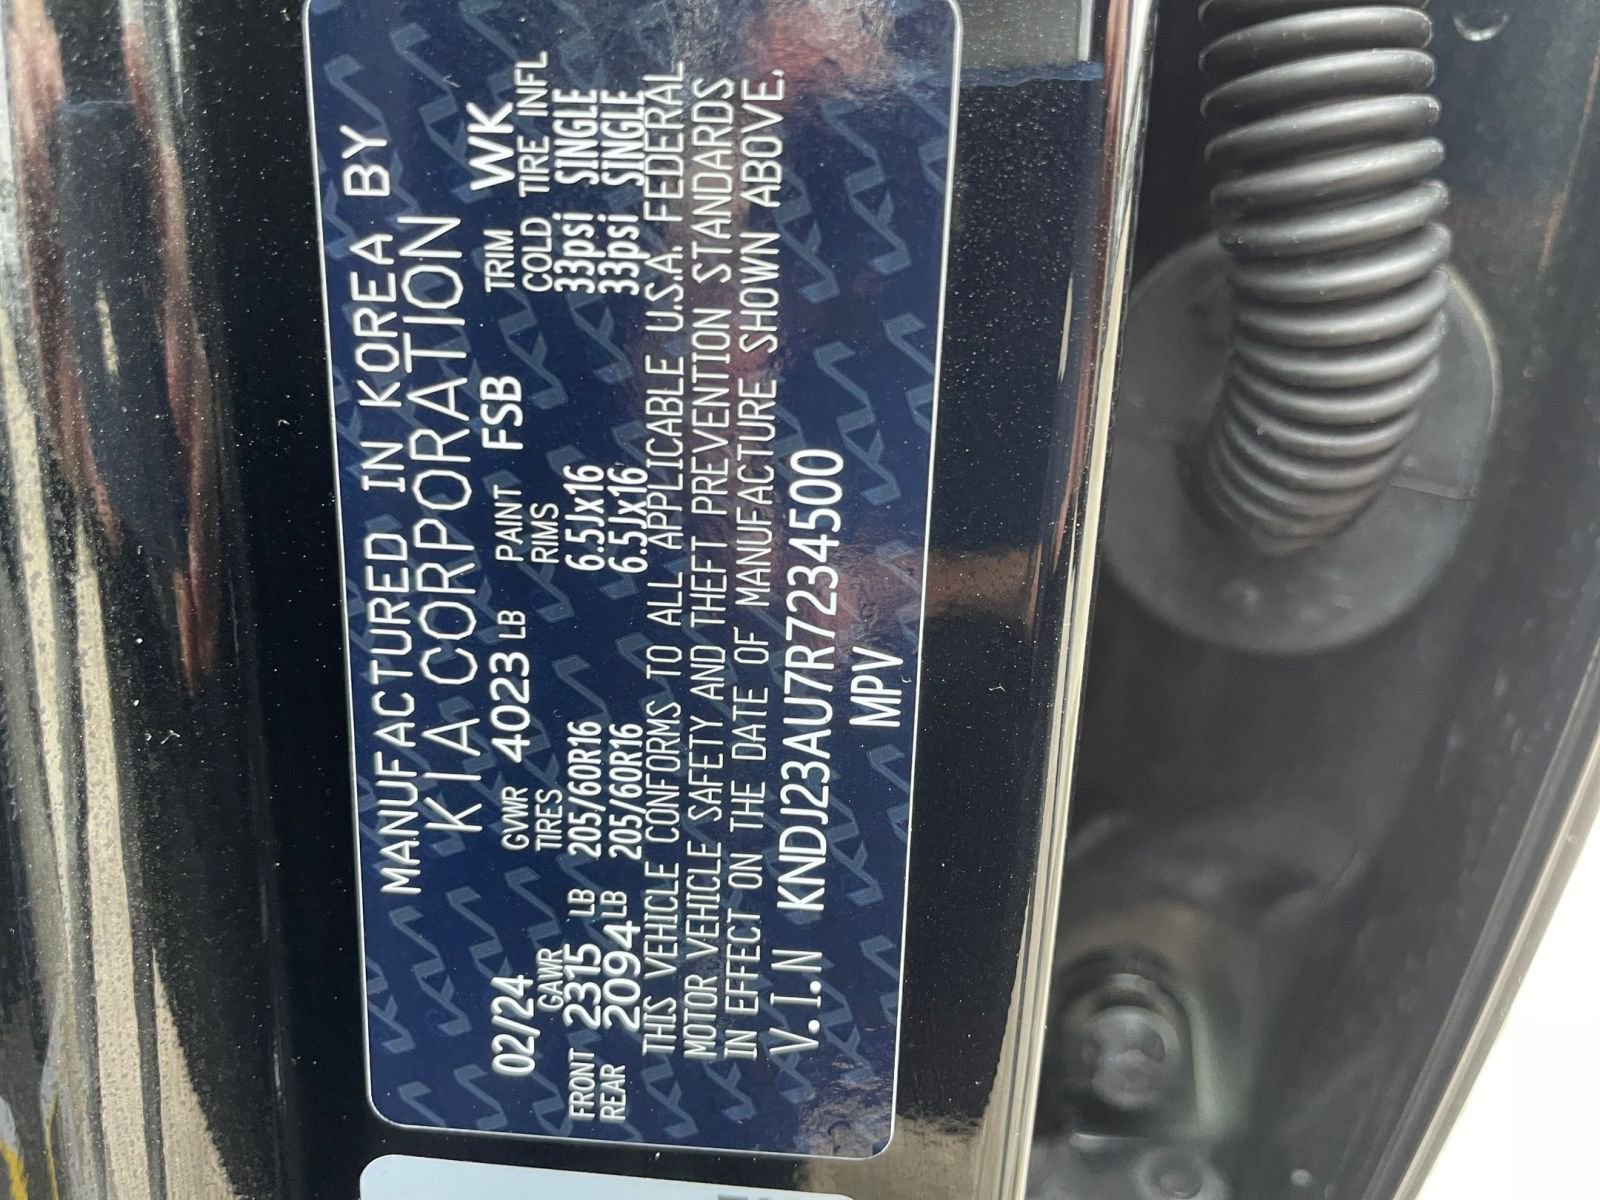 MANUFACTURED IN KOREA BY
KIA CORPORATION
02/24 GVWR 4023 LB PAINT FSB TRIM WK
GAWR TIRES RIMS COLD TIRE INFL
FRONT 2315 LB 205/60R16 6.5Jx16 33psi SINGLE
REAR 2094 LB 205/60R16 6.5Jx16 33psi SINGLE
THIS VEHICLE CONFORMS TO ALL APPLICABLE U.S.A. FEDERAL
MOTOR VEHICLE SAFETY AND THEFT PREVENTION STANDARDS
IN EFFECT ON THE DATE OF MANUFACTURE SHOWN ABOVE.
V.I.N KNDJ23AU7R7234500
MPV